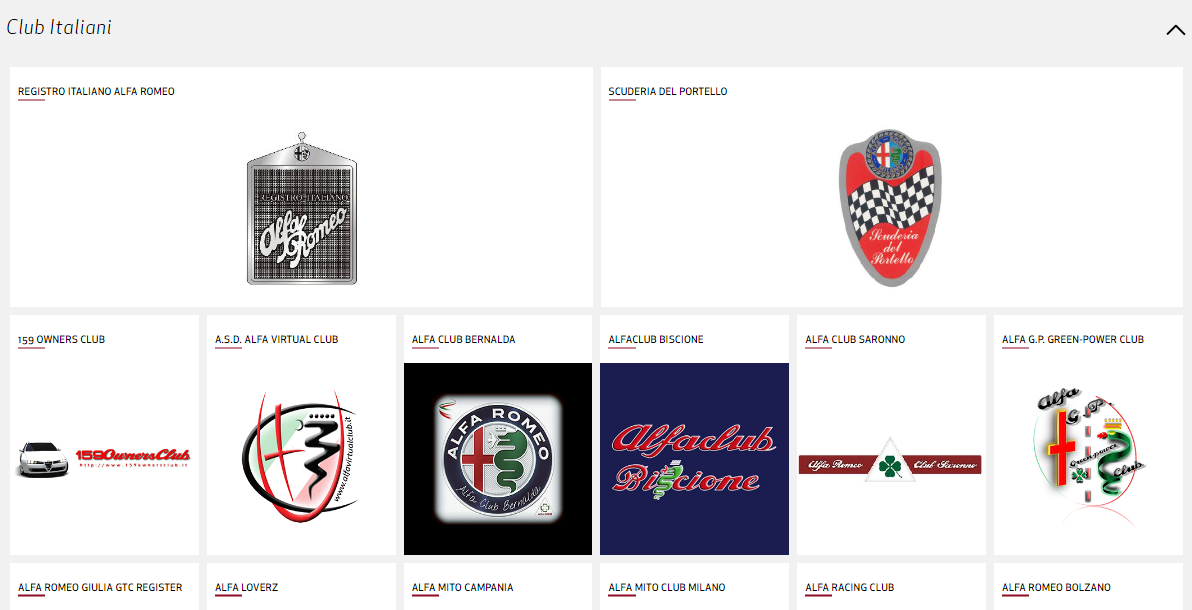 Club Italiani
REGISTRO ITALIANO ALFA ROMEO
SCUDERIA DEL PORTELLO
REGISTRO ITALIANO
Alfa
Romeo
Scuderia
del
Portello
159 OWNERS CLUB
A.S.D. ALFA VIRTUAL CLUB
ALFA CLUB BERNALDA
ALFACLUB BISCIONE
ALFA CLUB SARONNO
ALFA G.P. GREEN-POWER CLUB
159OwnersClub
http://www.159ownersclub.it
www.alfavirtualclub.it
ALFA ROMEO
Alfa Club Bernalda
Alfaclub
Biscione
Alfa Romeo Club Saronno
Alfa
G.P.
Green-power
Club
ALFA ROMEO GIULIA GTC REGISTER
ALFA LOVERZ
ALFA MITO CAMPANIA
ALFA MITO CLUB MILANO
ALFA RACING CLUB
ALFA ROMEO BOLZANO